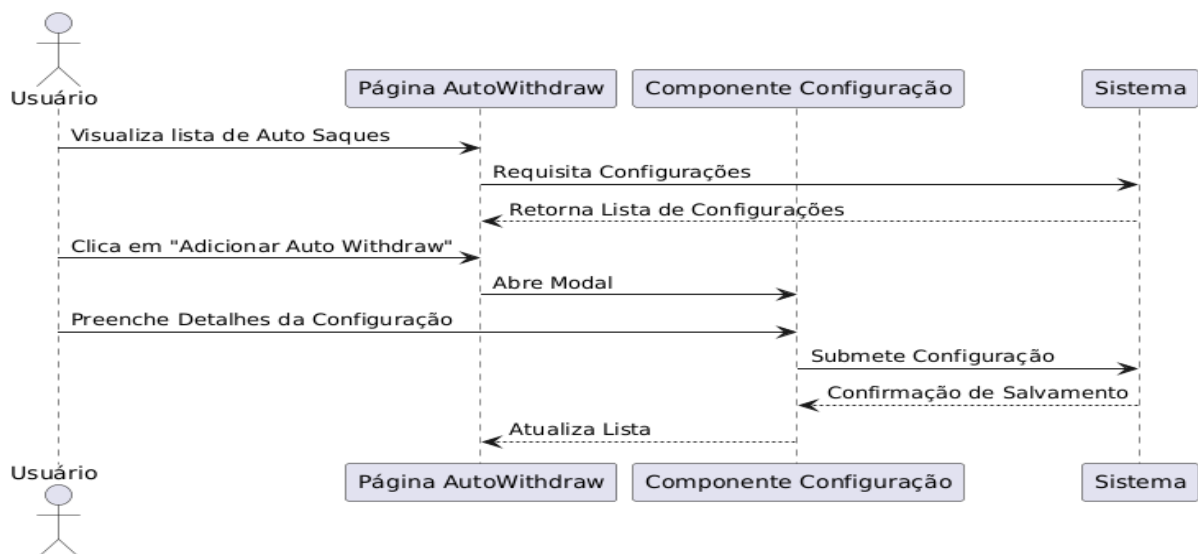 Usuário
Página AutoWithdraw
Componente Configuração
Sistema
Visualiza lista de Auto Saques
Requisita Configurações
Retorna Lista de Configurações
Clica em "Adicionar Auto Withdraw"
Abre Modal
Preenche Detalhes da Configuração
Submete Configuração
Confirmação de Salvamento
Atualiza Lista
Usuário
Página AutoWithdraw
Componente Configuração
Sistema